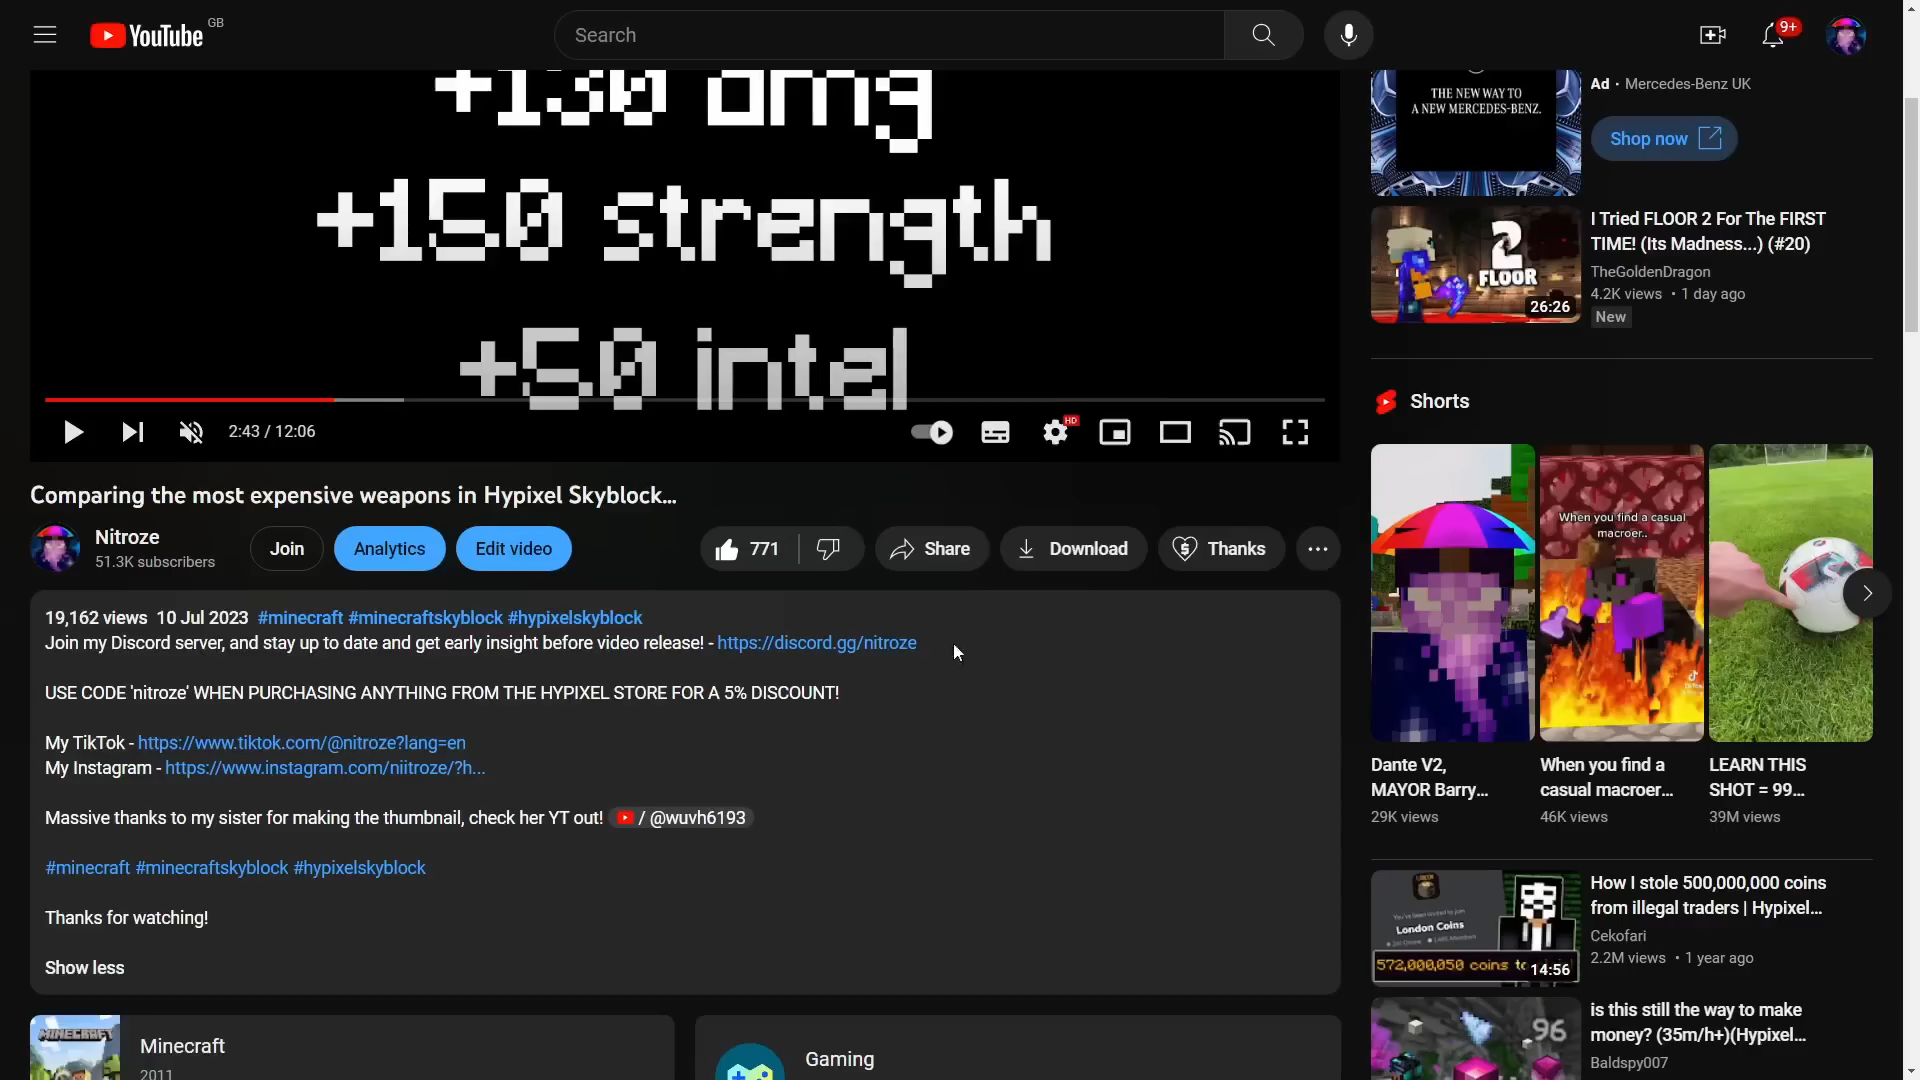 YouTube GB
Search
9+
+130 dmg
+150 strength
+50 intel
HD
2:43 / 12:06
Comparing the most expensive weapons in Hypixel Skyblock...
Nitroze
51.3K subscribers
Join
Analytics
Edit video
771
Share
Download
Thanks
19,162 views 10 Jul 2023 #minecraft #minecraftskyblock #hypixelskyblock
Join my Discord server, and stay up to date and get early insight before video release! - https://discord.gg/nitroze
USE CODE 'nitroze' WHEN PURCHASING ANYTHING FROM THE HYPIXEL STORE FOR A 5% DISCOUNT!
My TikTok - https://www.tiktok.com/@nitroze?lang=en
My Instagram - https://www.instagram.com/niitroze/?h...
Massive thanks to my sister for making the thumbnail, check her YT out! / @wuvh6193
#minecraft #minecraftskyblock #hypixelskyblock
Thanks for watching!
Show less
MINECRAFT
Minecraft
2011
Gaming
THE NEW WAY TO
A NEW MERCEDES-BENZ.
Ad • Mercedes-Benz UK
Shop now
2
FLOOR
26:26
I Tried FLOOR 2 For The FIRST
TIME! (Its Madness...) (#20)
TheGoldenDragon
4.2K views • 1 day ago
New
Shorts
When you find a casual
macroer..
Dante V2,
MAYOR Barry...
29K views
When you find a
casual macroer...
46K views
LEARN THIS
SHOT = 99...
39M views
You've been invited to join
London Coins
572,000,050 coins to
14:56
How I stole 500,000,000 coins
from illegal traders | Hypixel...
Cekofari
2.2M views • 1 year ago
96
is this still the way to make
money? (35m/h+)(Hypixel...
Baldspy007